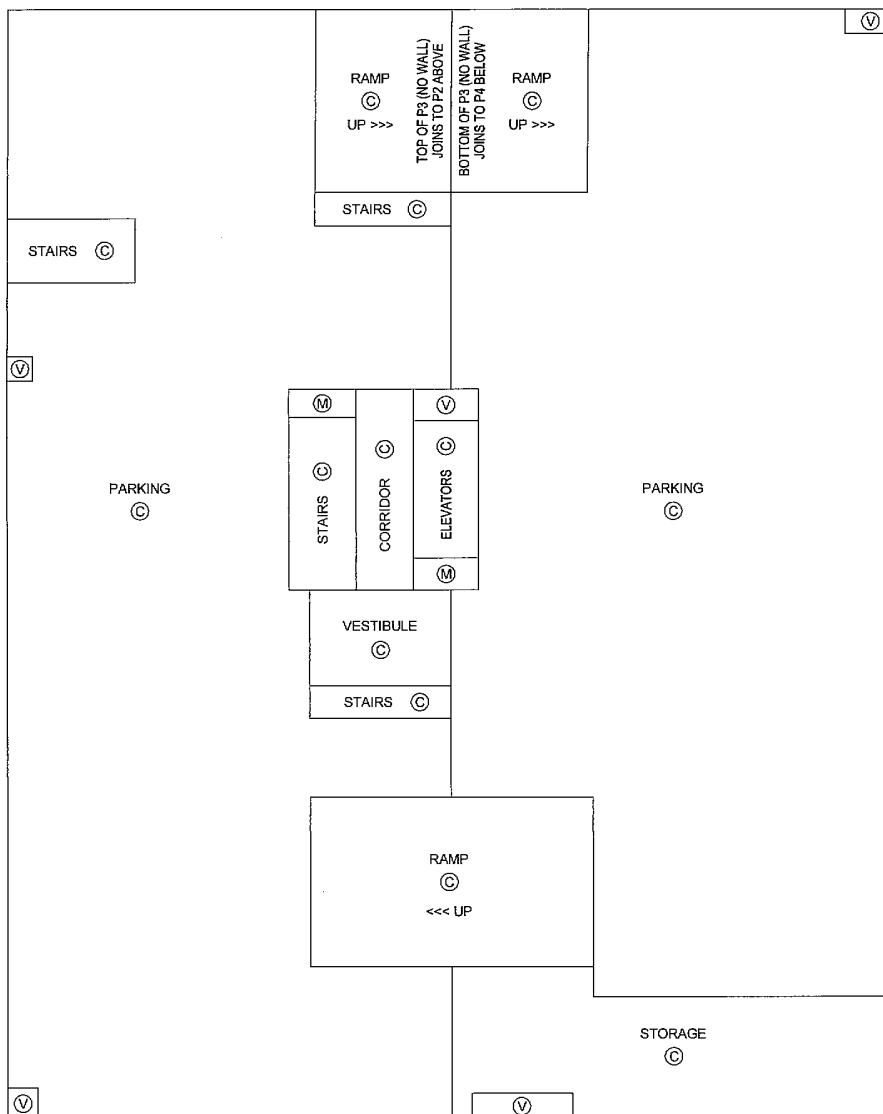 RAMP
Ⓒ
UP >>>
TOP OF P3 (NO WALL)
JOINS TO P2 ABOVE
BOTTOM OF P3 (NO WALL)
JOINS TO P4 BELOW
RAMP
Ⓒ
UP >>>
Ⓥ
STAIRS Ⓒ
STAIRS Ⓒ
Ⓥ
Ⓜ
Ⓥ
STAIRS Ⓒ
CORRIDOR Ⓒ
ELEVATORS Ⓒ
PARKING
Ⓒ
PARKING
Ⓒ
Ⓜ
VESTIBULE
Ⓒ
STAIRS Ⓒ
RAMP
Ⓒ
<<< UP
STORAGE
Ⓒ
Ⓥ
Ⓥ